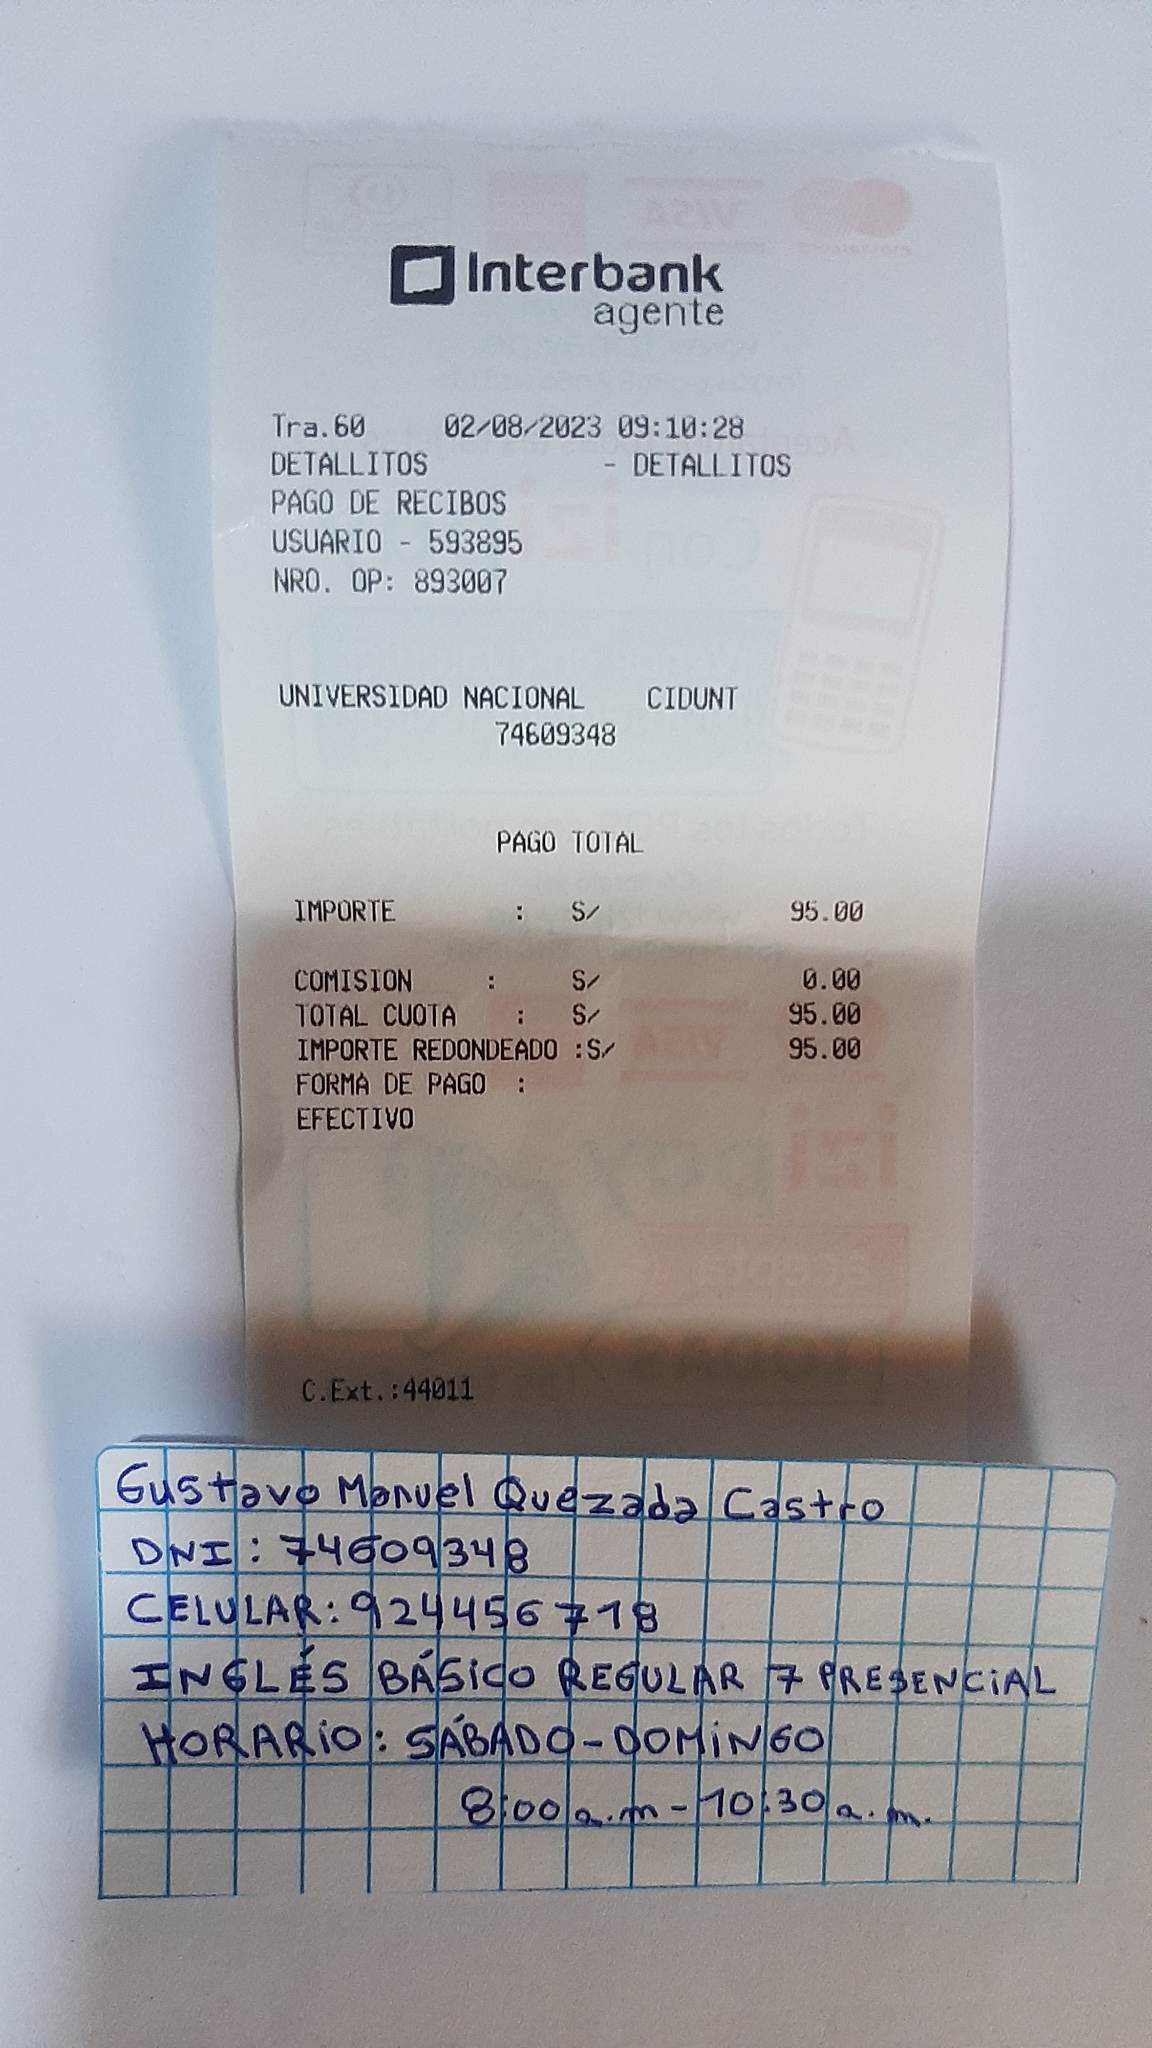 Interbank
agente
Tra.60 02/08/2023 09:10:28
DETALLITOS - DETALLITOS
PAGO DE RECIBOS
USUARIO - 593895
NRO. OP: 893007
UNIVERSIDAD NACIONAL CIDUNT
74609348
PAGO TOTAL
IMPORTE : S/ 95.00
COMISION : S/ 0.00
TOTAL CUOTA : S/ 95.00
IMPORTE REDONDEADO :S/ 95.00
FORMA DE PAGO :
EFECTIVO
C.Ext.:44011
Gustavo Manuel Quezada Castro
DNI: 74609348
CELULAR: 924456718
INGLÉS BÁSICO REGULAR 7 PRESENCIAL
HORARIO: SÁBADO-DOMINGO
8:00 a.m - 10:30 a.m.